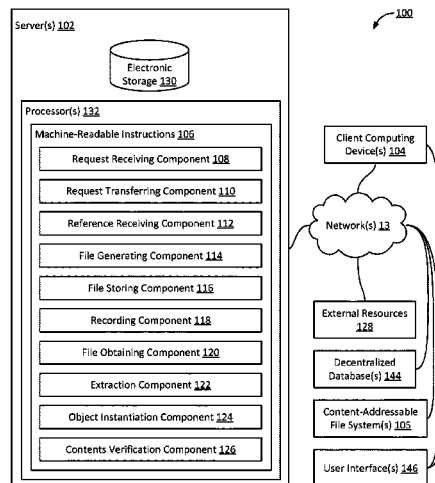 100
Server(s) 102
Electronic
Storage 130
Processor(s) 132
Machine-Readable Instructions 106
Request Receiving Component 108
Request Transferring Component 110
Reference Receiving Component 112
File Generating Component 114
File Storing Component 116
Recording Component 118
File Obtaining Component 120
Extraction Component 122
Object Instantiation Component 124
Contents Verification Component 126
Client Computing
Device(s) 104
Network(s) 13
External Resources
128
Decentralized
Database(s) 144
Content-Addressable
File System(s) 105
User Interface(s) 146